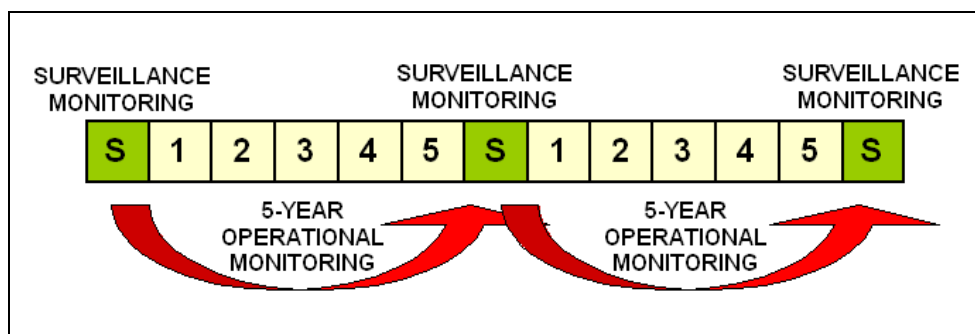 SURVEILLANCE
MONITORING
SURVEILLANCE
MONITORING
SURVEILLANCE
MONITORING
S 1 2 3 4 5 S 1 2 3 4 5 S
5-YEAR
OPERATIONAL
MONITORING
5-YEAR
OPERATIONAL
MONITORING